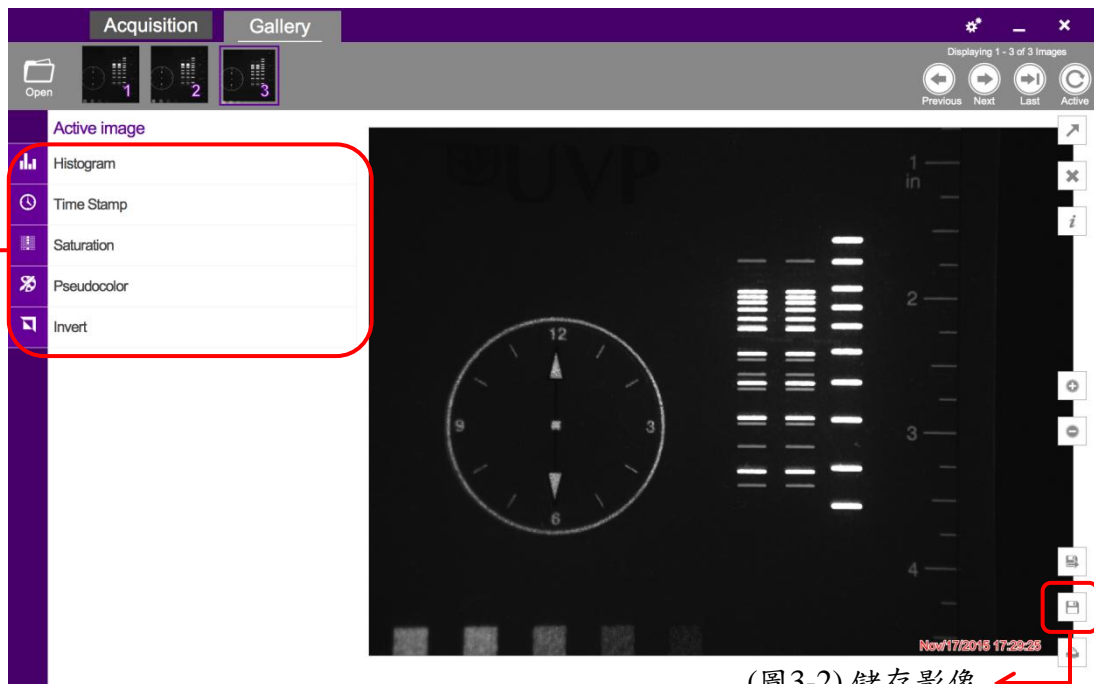 Acquisition Gallery
Displaying 1 - 3 of 3 Images
Open 1 2 3 Previous Next Last Active
Active image
Histogram
Time Stamp
Saturation
Pseudocolor
Invert
UVP
1
in
2
3
4
12
3
6
9
Nov/17/2015 17:29:25
(圖3-2) 儲存影像